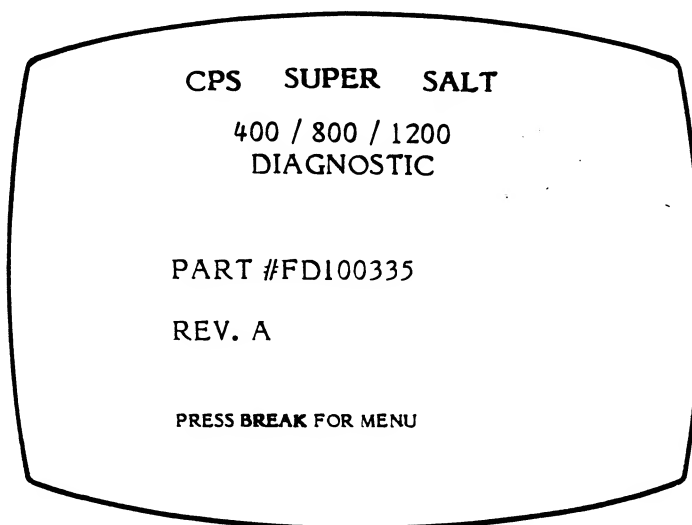 CPS SUPER SALT
400 / 800 / 1200
DIAGNOSTIC
PART #FD100335
REV. A
PRESS BREAK FOR MENU